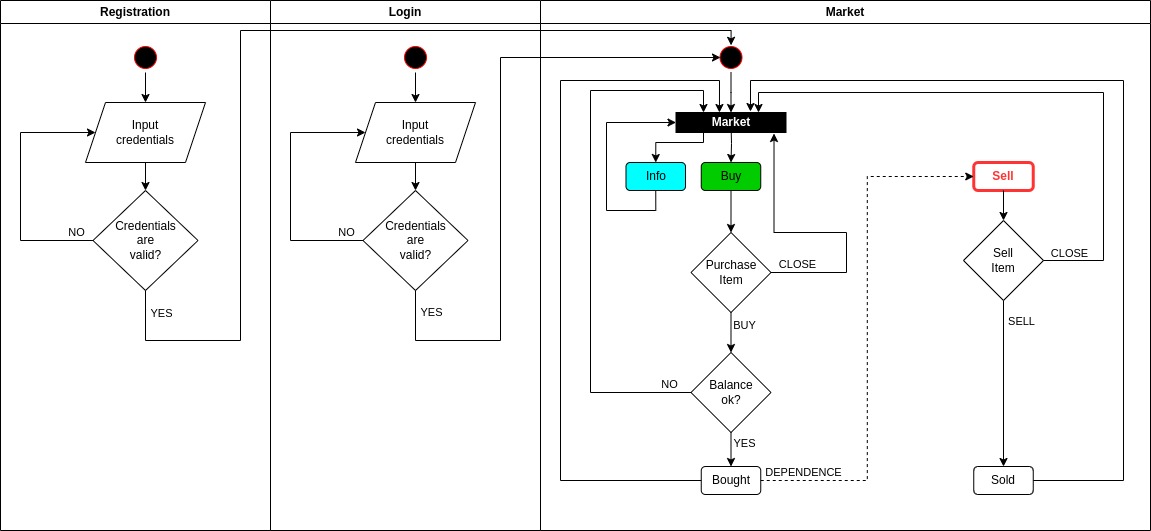 Registration
Login
Market
Input
credentials
Credentials
are
valid?
NO
YES
Input
credentials
Credentials
are
valid?
NO
YES
Market
Info
Buy
Purchase
Item
CLOSE
BUY
Balance
ok?
NO
YES
Bought
DEPENDENCE
Sell
Sell
Item
CLOSE
SELL
Sold